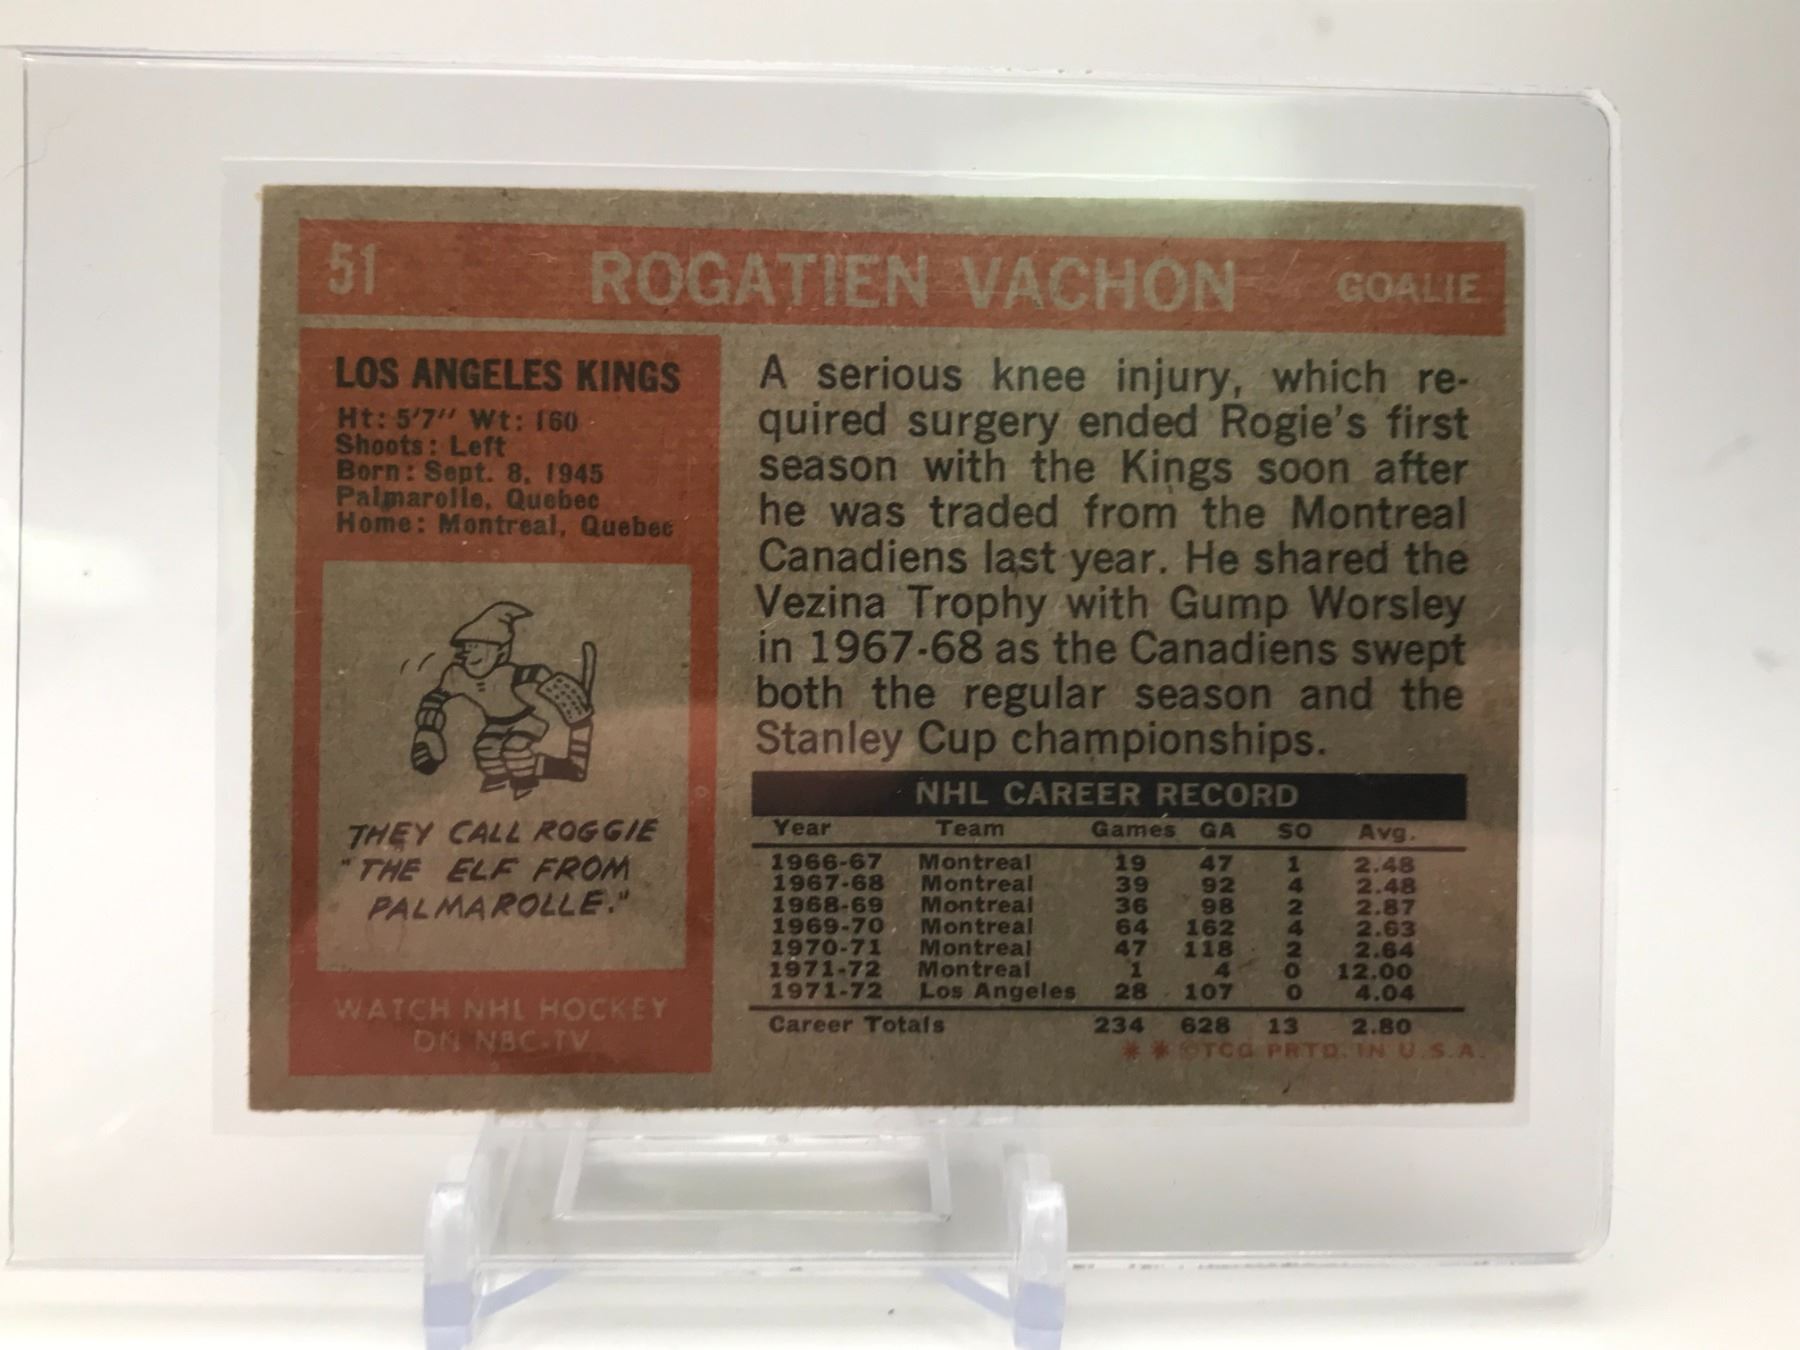 51 ROGATIEN VACHON GOALIE
LOS ANGELES KINGS
Ht: 5'7" Wt: 160
Shoots: Left
Born: Sept. 8, 1945
Palmarolle, Quebec
Home: Montreal, Quebec
THEY CALL ROGGIE
"THE ELF FROM
PALMAROLLE."
WATCH NHL HOCKEY
ON NBC-TV
A serious knee injury, which re-
quired surgery ended Rogie's first
season with the Kings soon after
he was traded from the Montreal
Canadiens last year. He shared the
Vezina Trophy with Gump Worsley
in 1967-68 as the Canadiens swept
both the regular season and the
Stanley Cup championships.
NHL CAREER RECORD
Year Team Games GA SO Avg.
1966-67 Montreal 19 47 1 2.48
1967-68 Montreal 39 92 4 2.48
1968-69 Montreal 36 98 2 2.87
1969-70 Montreal 64 162 4 2.63
1970-71 Montreal 47 118 2 2.64
1971-72 Montreal 1 4 0 12.00
1971-72 Los Angeles 28 107 0 4.04
Career Totals 234 628 13 2.80
** ©TCG PRTD. IN U.S.A.